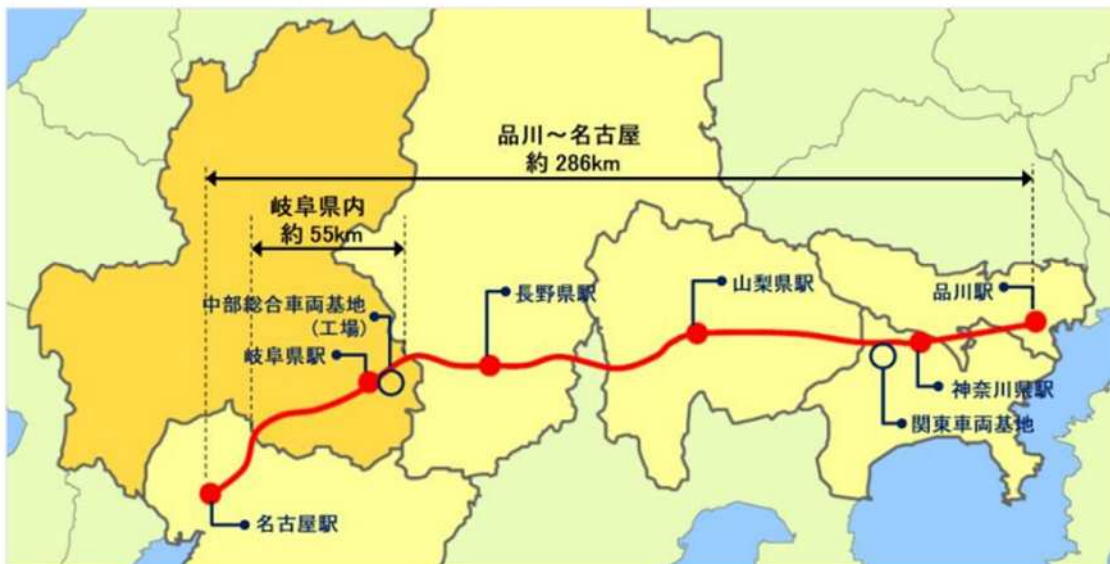 品川～名古屋
約 286km
岐阜県内
約 55km
中部総合車両基地
(工場)
岐阜県駅
長野県駅
山梨県駅
品川駅
神奈川県駅
関東車両基地
名古屋駅